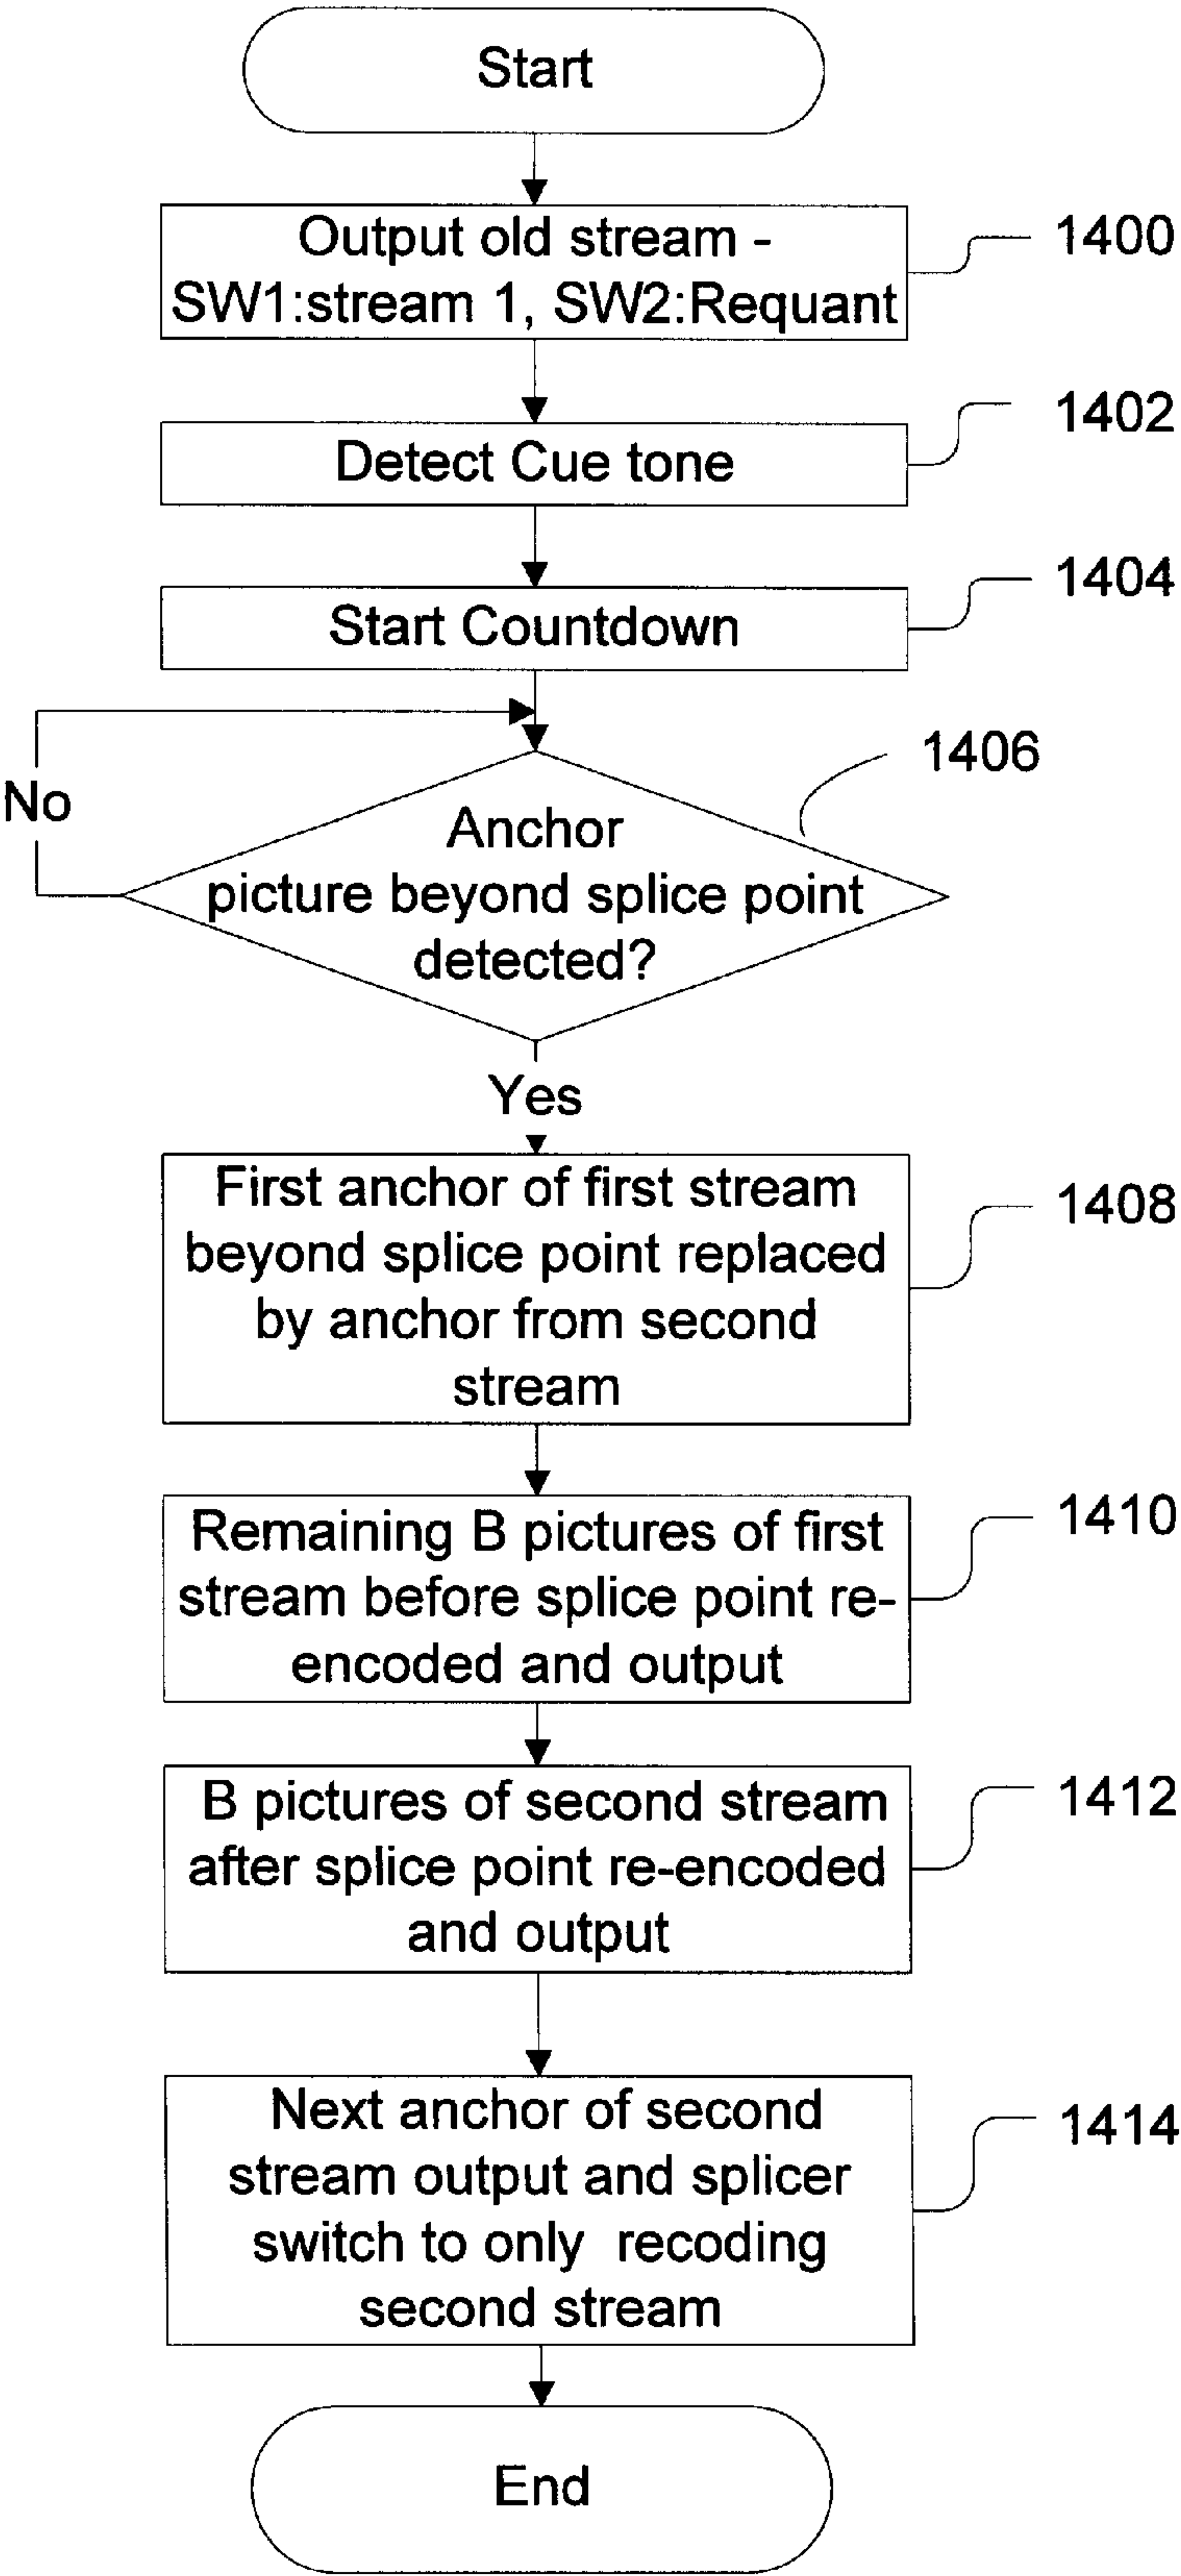 Start
Output old stream -
SW1:stream 1, SW2:Requant
1400
Detect Cue tone
1402
Start Countdown
1404
No
Anchor
picture beyond splice point
detected?
1406
Yes
First anchor of first stream
beyond splice point replaced
by anchor from second
stream
1408
Remaining B pictures of first
stream before splice point re-
encoded and output
1410
B pictures of second stream
after splice point re-encoded
and output
1412
Next anchor of second
stream output and splicer
switch to only recoding
second stream
1414
End